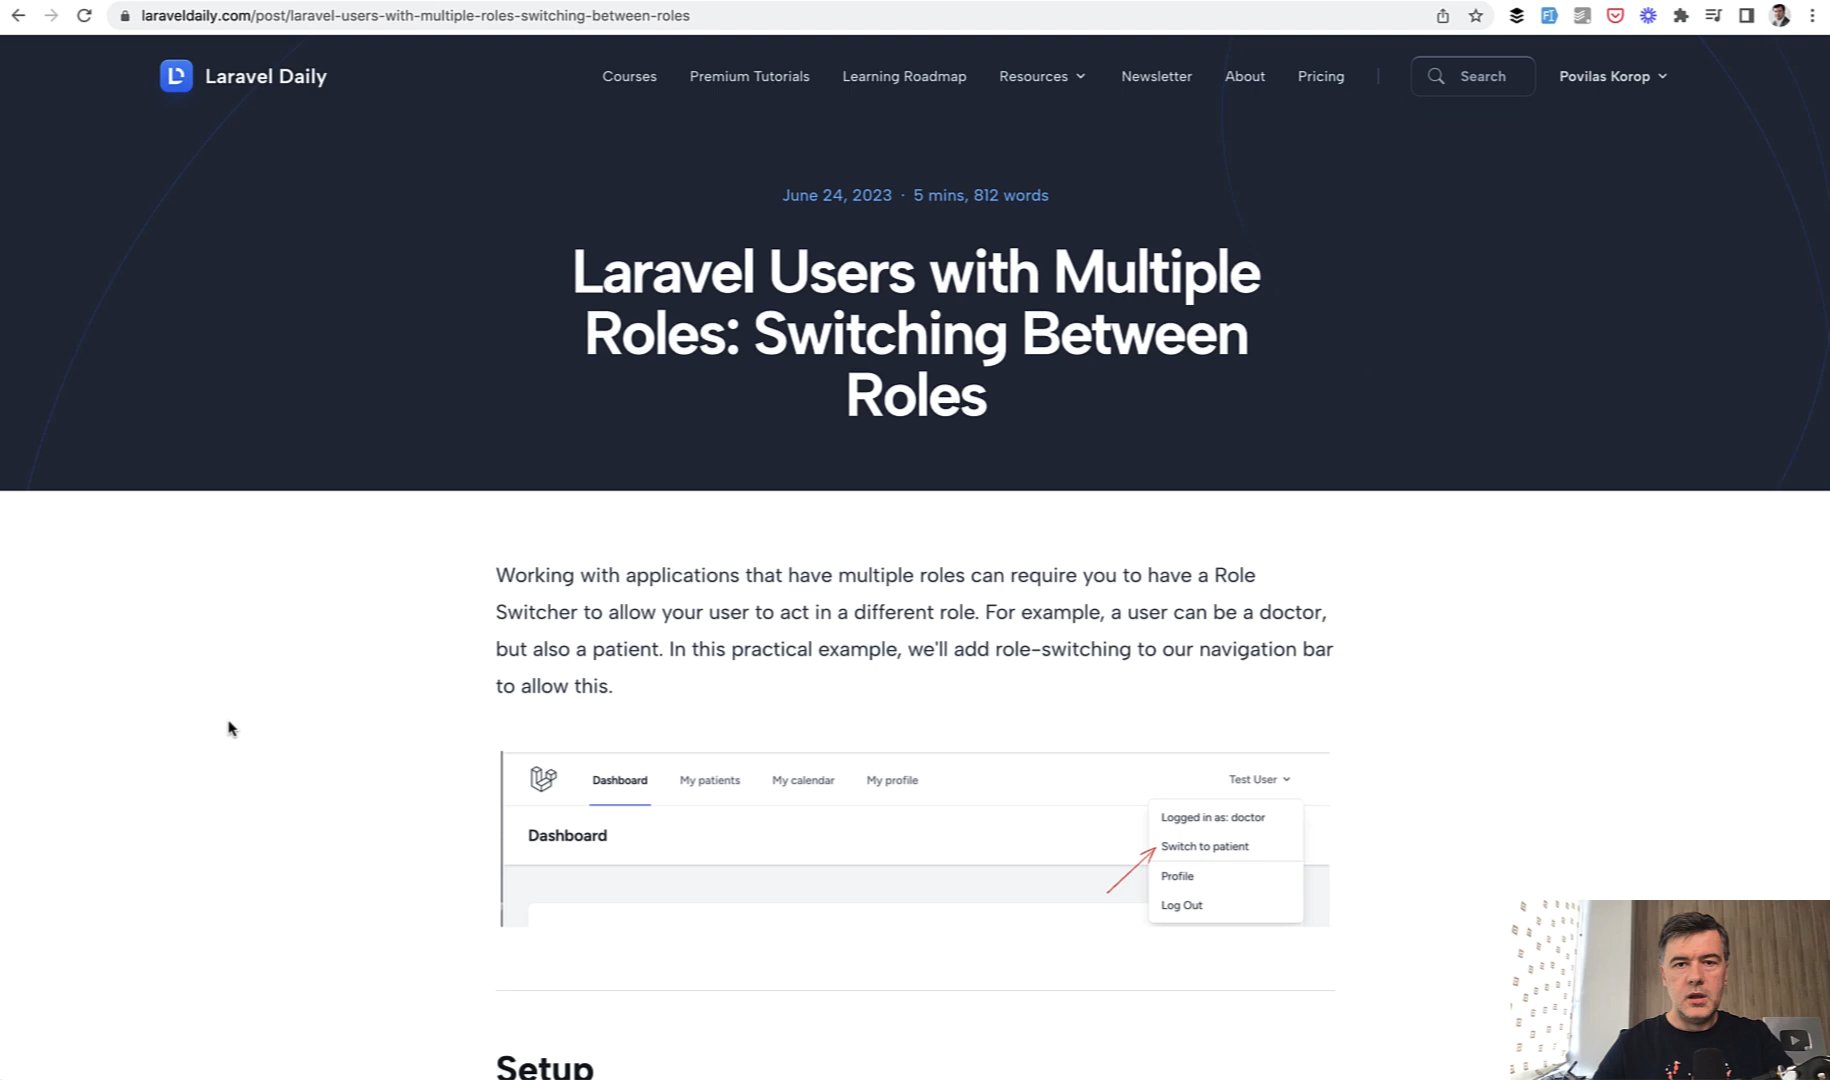 laraveldaily.com/post/laravel-users-with-multiple-roles-switching-between-roles
Laravel Daily
Courses
Premium Tutorials
Learning Roadmap
Resources
Newsletter
About
Pricing
Search
Povilas Korop
June 24, 2023 · 5 mins, 812 words
Laravel Users with Multiple
Roles: Switching Between
Roles
Working with applications that have multiple roles can require you to have a Role
Switcher to allow your user to act in a different role. For example, a user can be a doctor,
but also a patient. In this practical example, we'll add role-switching to our navigation bar
to allow this.
Dashboard
My patients
My calendar
My profile
Test User
Logged in as: doctor
Dashboard
Switch to patient
Profile
Log Out
Setup